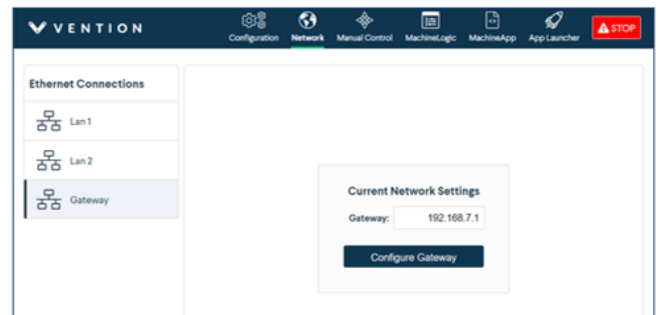 VENTION
Configuration Network Manual Control MachineLogic MachineApp App Launcher STOP
Ethernet Connections
Lan 1
Lan 2
Gateway
Current Network Settings
Gateway: 192.168.7.1
Configure Gateway